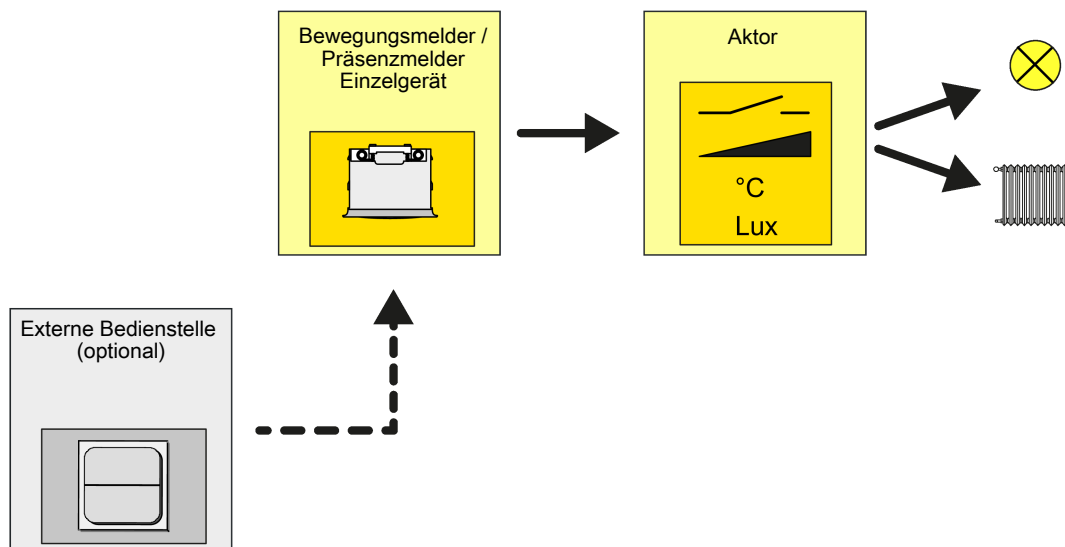 Bewegungsmelder /
Präsenzmelder
Einzelgerät
Aktor
°C
Lux
Externe Bedienstelle
(optional)